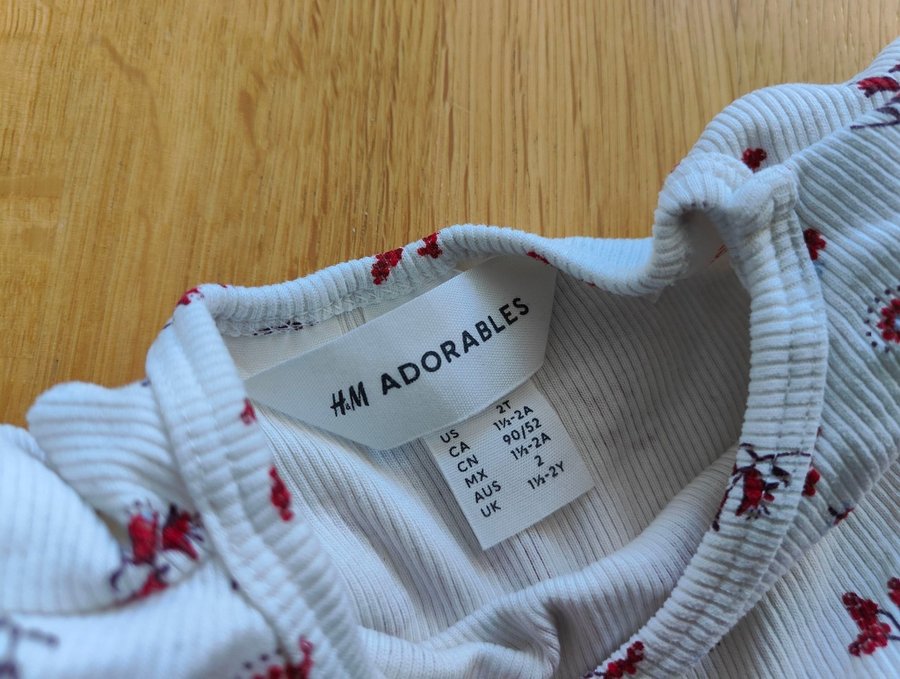 H&M ADORABLES
US 2T
CA 1½-2A
CN 90/52
MX 1½-2A
AUS 2
UK 1½-2Y